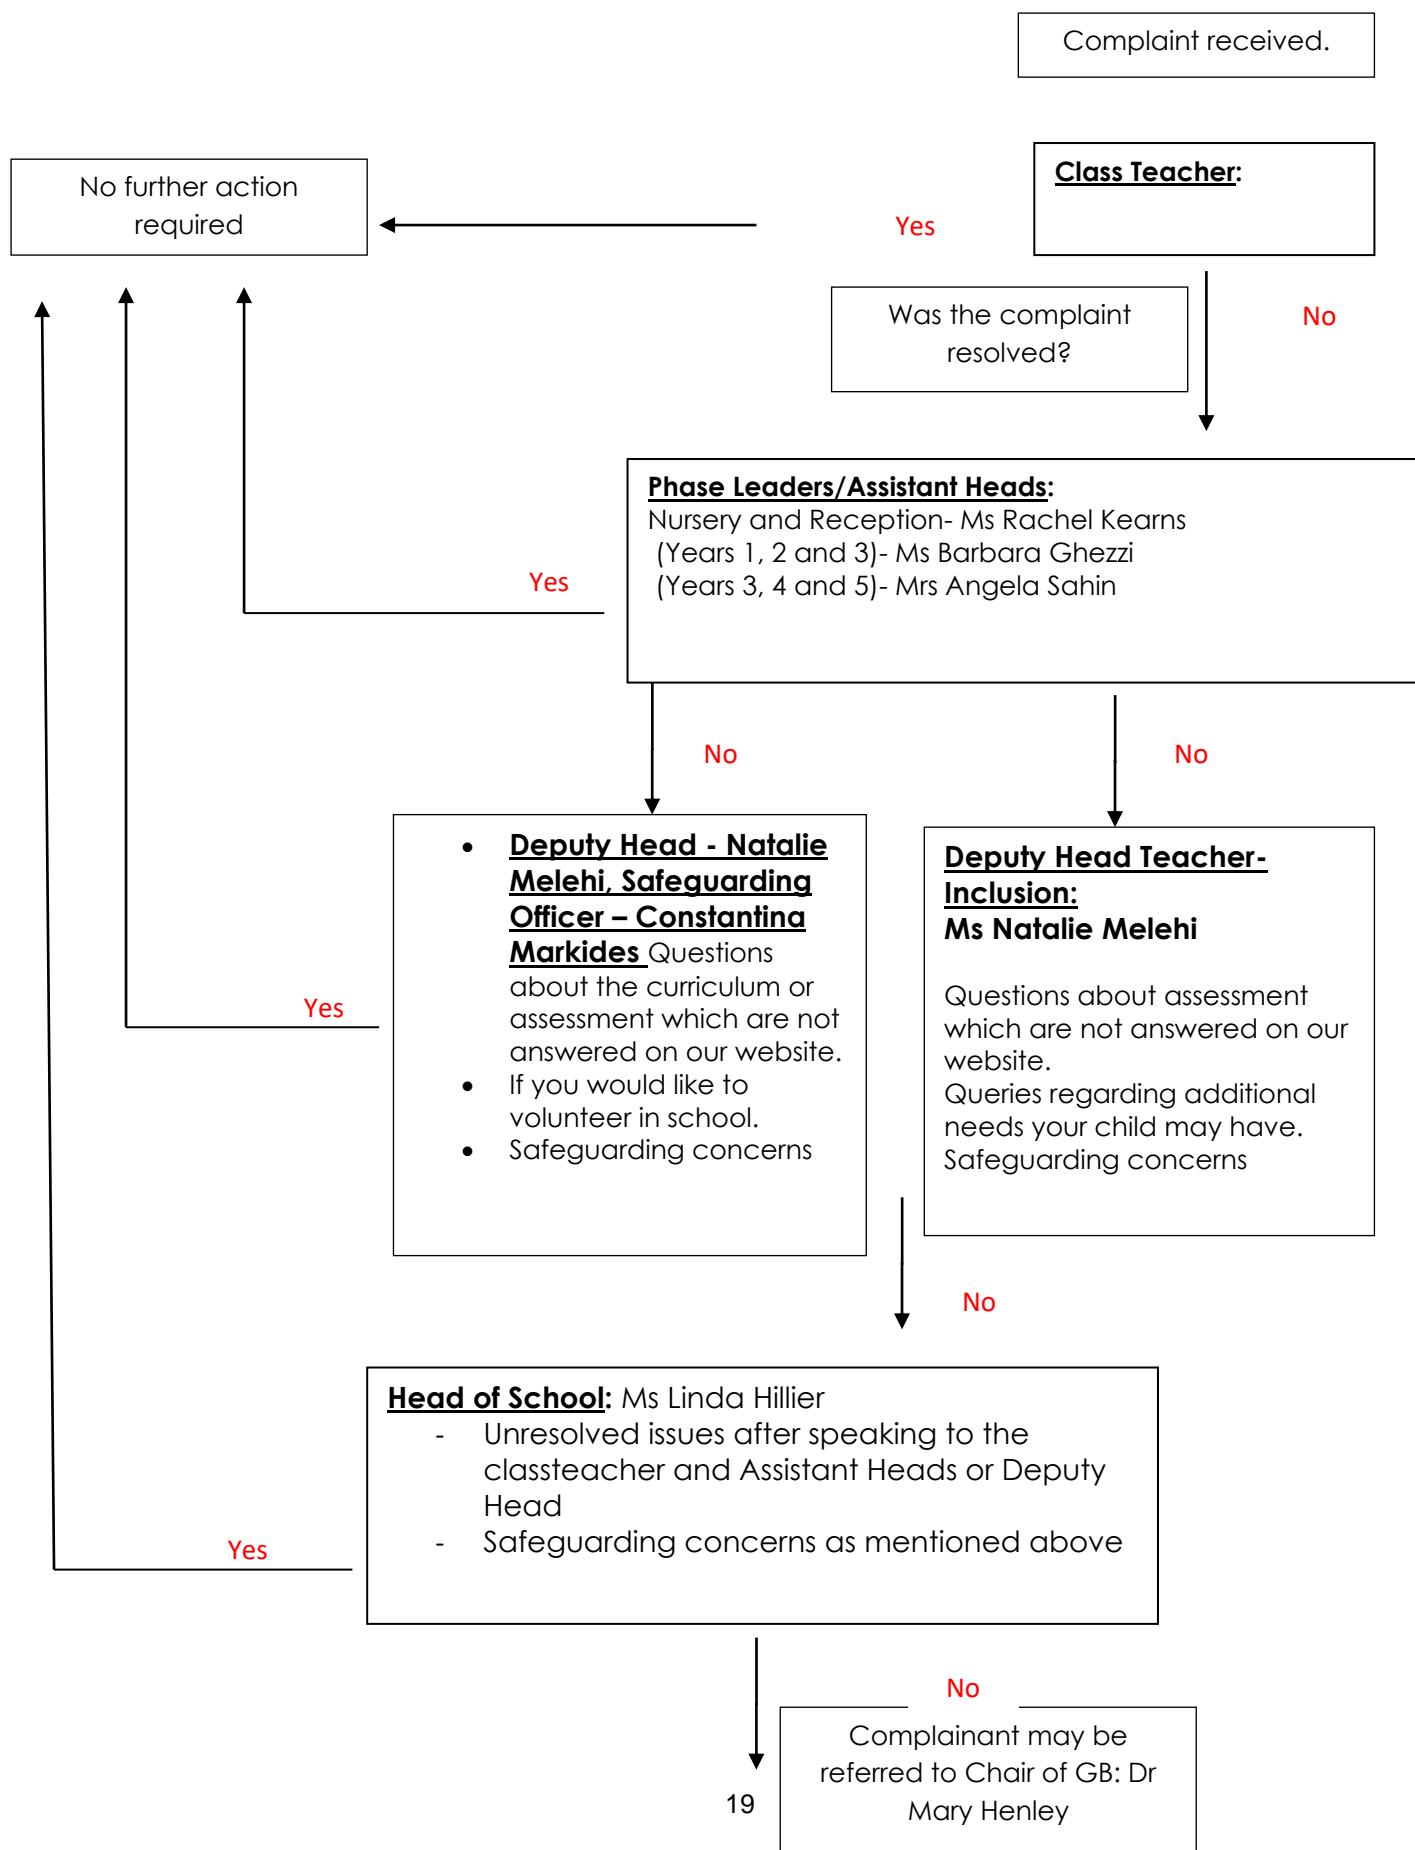 Complaint received.
Class Teacher:
No further action
required
Yes
Was the complaint
resolved?
No
Phase Leaders/Assistant Heads:
Nursery and Reception- Ms Rachel Kearns
(Years 1, 2 and 3)- Ms Barbara Ghezzi
(Years 3, 4 and 5)- Mrs Angela Sahin
Yes
No
No
• Deputy Head - Natalie
Melehi, Safeguarding
Officer – Constantina
Markides Questions
about the curriculum or
assessment which are not
answered on our website.
• If you would like to
volunteer in school.
• Safeguarding concerns
Yes
Deputy Head Teacher-
Inclusion:
Ms Natalie Melehi
Questions about assessment
which are not answered on our
website.
Queries regarding additional
needs your child may have.
Safeguarding concerns
No
Head of School: Ms Linda Hillier
- Unresolved issues after speaking to the
classteacher and Assistant Heads or Deputy
Head
- Safeguarding concerns as mentioned above
Yes
No
Complainant may be
referred to Chair of GB: Dr
Mary Henley
19